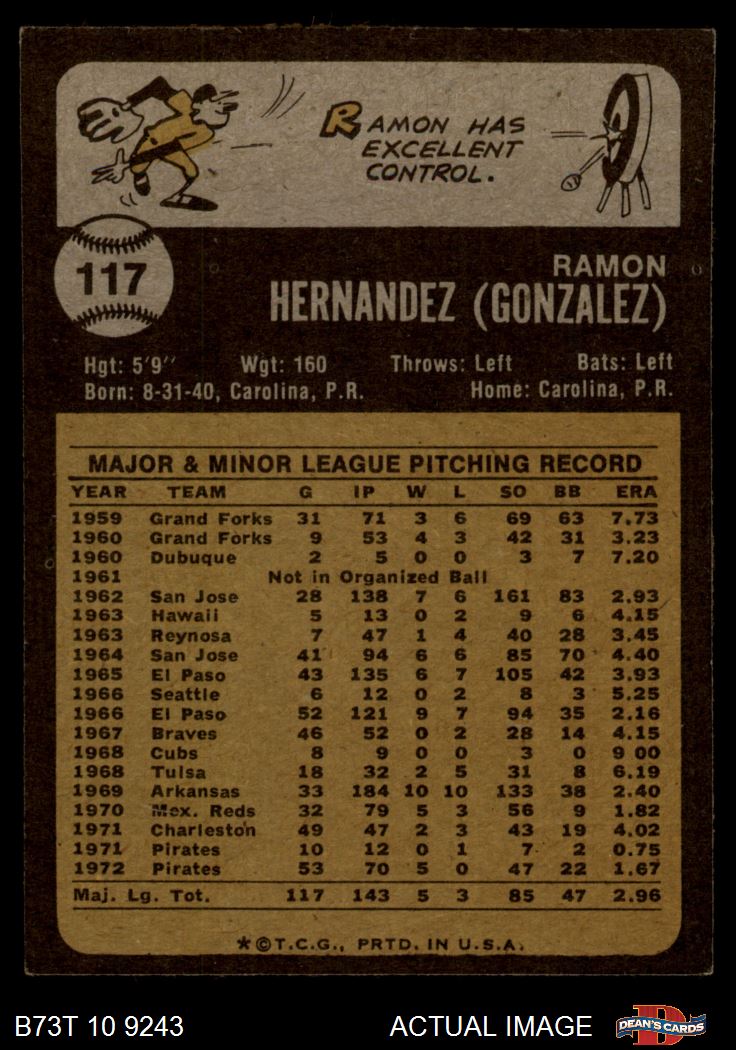 RAMON HAS
EXCELLENT
CONTROL.
117
RAMON
HERNANDEZ (GONZALEZ)
Hgt: 5'9" Wgt: 160 Throws: Left Bats: Left
Born: 8-31-40, Carolina, P.R. Home: Carolina, P.R.
MAJOR & MINOR LEAGUE PITCHING RECORD
YEAR TEAM G IP W L SO BB ERA
1959 Grand Forks 31 71 3 6 69 63 7.73
1960 Grand Forks 9 53 4 3 42 31 3.23
1960 Dubuque 2 5 0 0 3 7 7.20
1961 Not in Organized Ball
1962 San Jose 28 138 7 6 161 83 2.93
1963 Hawaii 5 13 0 2 9 6 4.15
1963 Reynosa 7 47 1 4 40 28 3.45
1964 San Jose 41 94 6 6 85 70 4.40
1965 El Paso 43 135 6 7 105 42 3.93
1966 Seattle 6 12 0 2 8 3 5.25
1966 El Paso 52 121 9 7 94 35 2.16
1967 Braves 46 52 0 2 28 14 4.15
1968 Cubs 8 9 0 0 3 0 9 00
1968 Tulsa 18 32 2 5 31 8 6.19
1969 Arkansas 33 184 10 10 133 38 2.40
1970 Mex. Reds 32 79 5 3 56 9 1.82
1971 Charleston 49 47 2 3 43 19 4.02
1971 Pirates 10 12 0 1 7 2 0.75
1972 Pirates 53 70 5 0 47 22 1.67
Maj. Lg. Tot. 117 143 5 3 85 47 2.96
*©T.C.G., PRTD. IN U.S.A.
B73T 10 9243 ACTUAL IMAGE DEAN'S CARDS